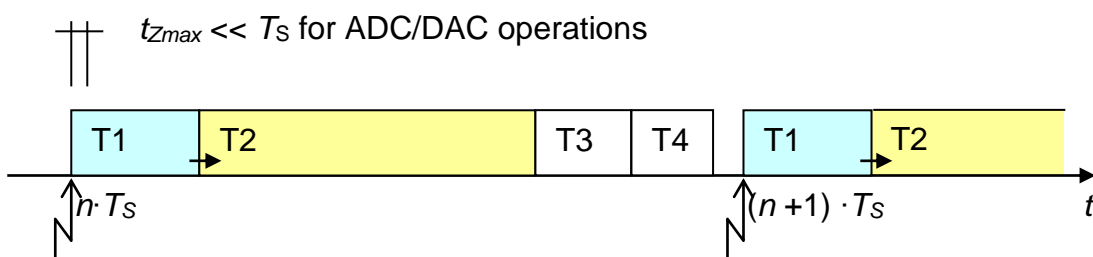 tZmax << TS for ADC/DAC operations
T1 T2 T3 T4 T1 T2
n· TS (n +1) · TS t